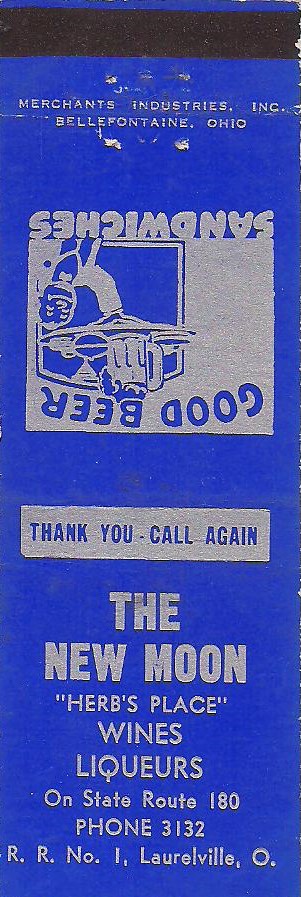 MERCHANTS INDUSTRIES, INC.
BELLEFONTAINE, OHIO
SANDWICHES
GOOD BEER
THANK YOU - CALL AGAIN
THE
NEW MOON
"HERB'S PLACE"
WINES
LIQUEURS
On State Route 180
PHONE 3132
R. R. No. 1, Laurelville, O.